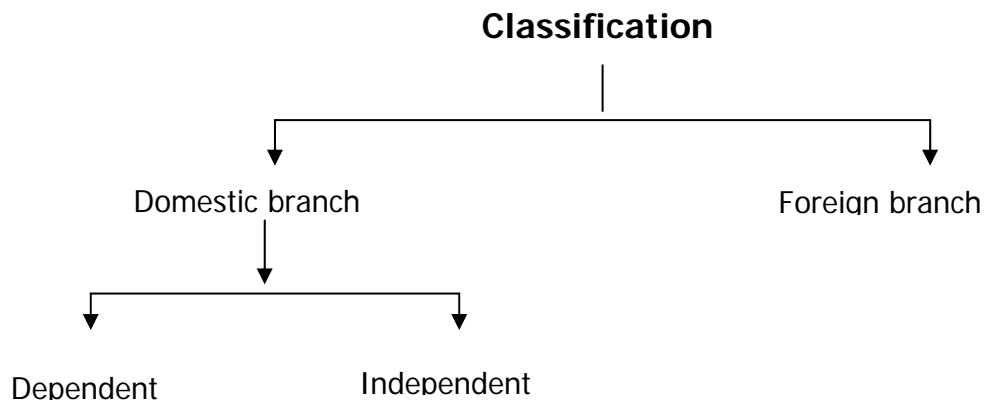 Classification
Domestic branch
Foreign branch
Dependent
Independent